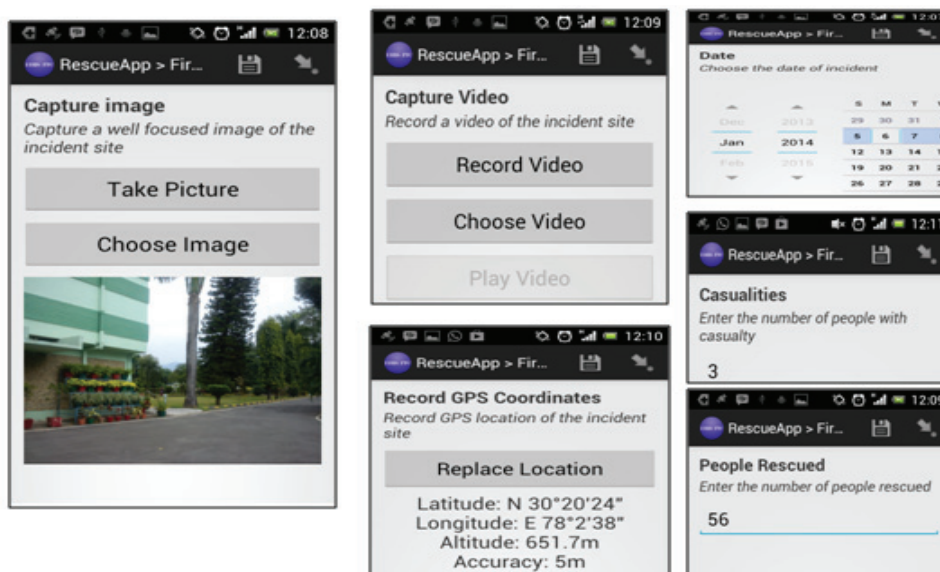 12:08
RescueApp > Fir...
Capture image
Capture a well focused image of the
incident site
Take Picture
Choose Image
12:09
RescueApp > Fir...
Capture Video
Record a video of the incident site
Record Video
Choose Video
Play Video
12:10
RescueApp > Fir...
Record GPS Coordinates
Record GPS location of the incident
site
Replace Location
Latitude: N 30°20'24"
Longitude: E 78°2'38"
Altitude: 651.7m
Accuracy: 5m
RescueApp > Fir...
Date
Choose the date of incident
S M T
Dec 2013 29 30 31
Jan 2014 5 6 7
12 13 14
Feb 2015 19 20 21
26 27 28
12:11
RescueApp > Fir...
Casualities
Enter the number of people with
casualty
3
12:09
RescueApp > Fir...
People Rescued
Enter the number of people rescued
56